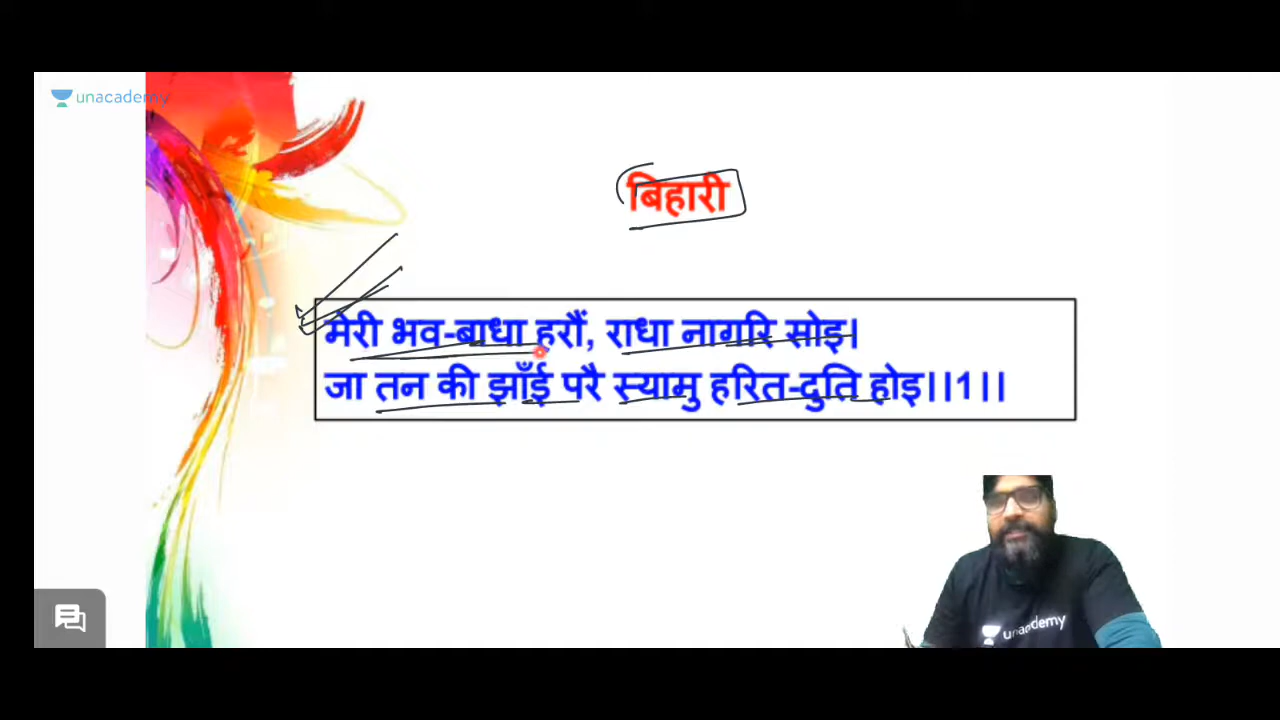 unacademy
बिहारी
मेरी भव-बाधा हरौं, राधा नागरि सोइ।
जा तन की झाँई परै स्यामु हरित-दुति होइ।।1।।
unacademy